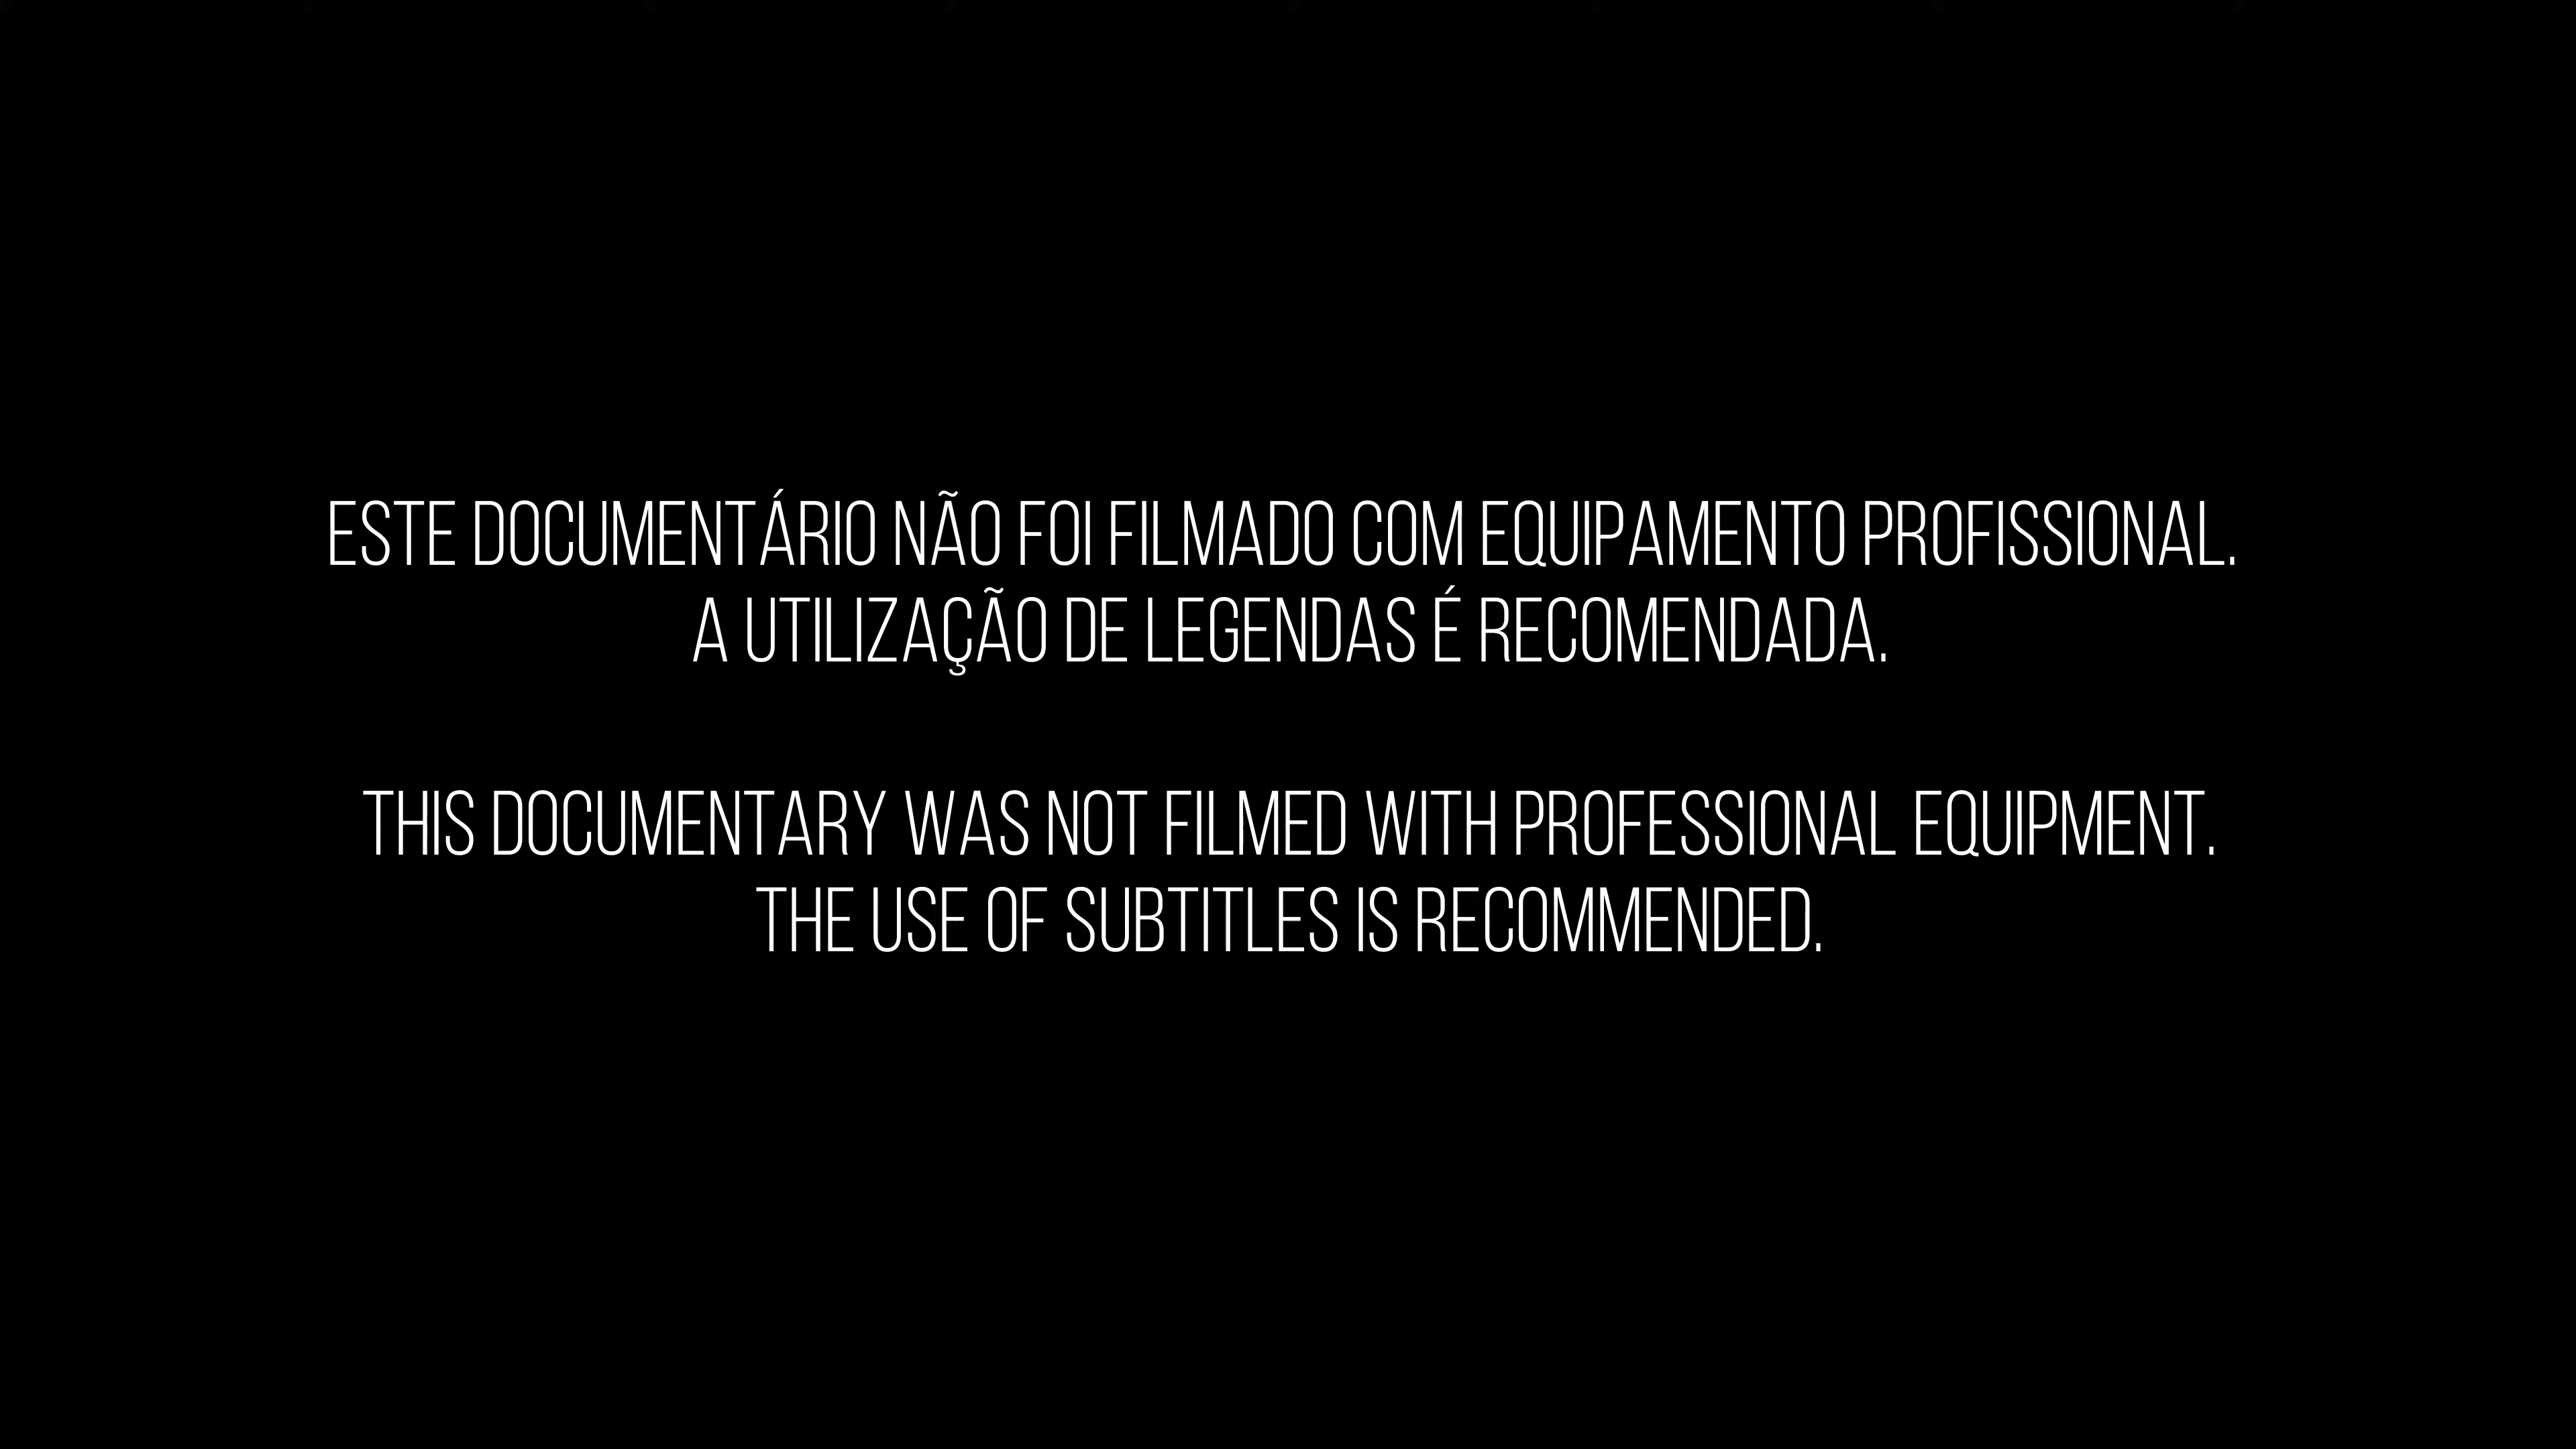 ESTE DOCUMENTÁRIO NÃO FOI FILMADO COM EQUIPAMENTO PROFISSIONAL.
A UTILIZAÇÃO DE LEGENDAS É RECOMENDADA.
THIS DOCUMENTARY WAS NOT FILMED WITH PROFESSIONAL EQUIPMENT.
THE USE OF SUBTITLES IS RECOMMENDED.